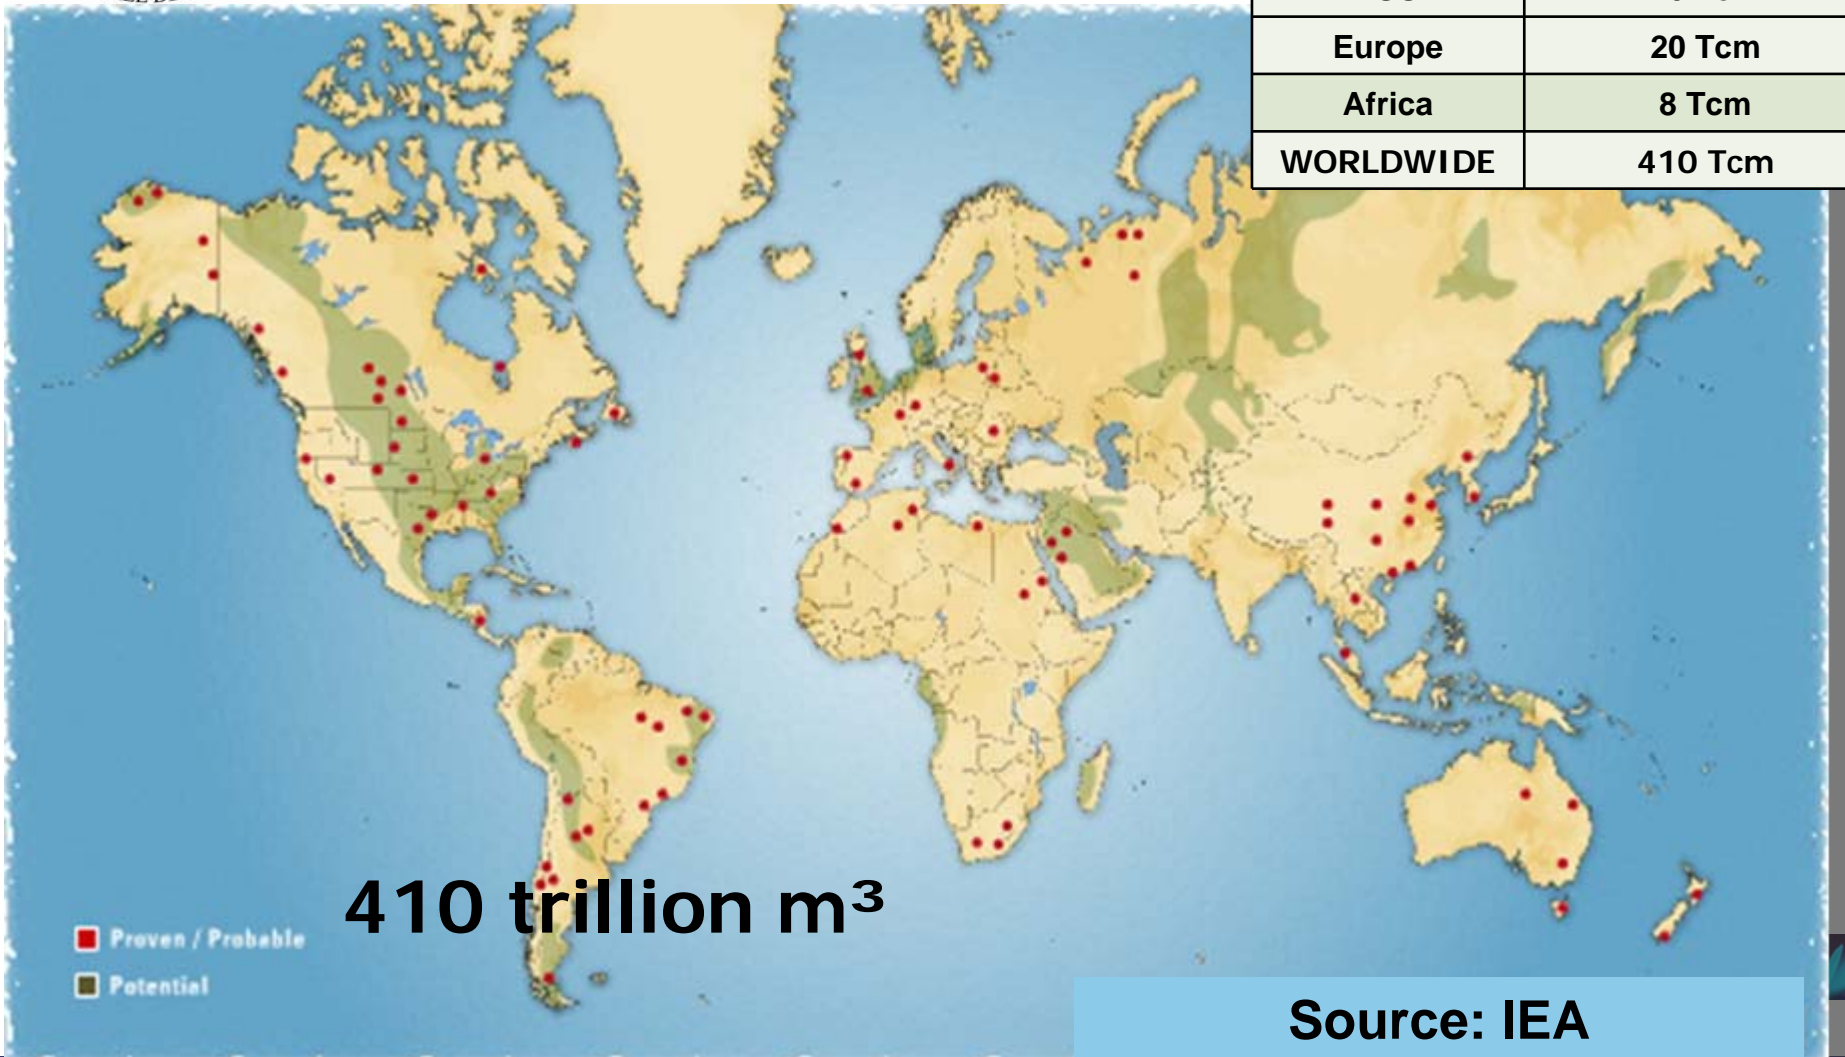 Europe 20 Tcm
Africa 8 Tcm
WORLDWIDE 410 Tcm
410 trillion m³
Proven / Probable
Potential
Source: IEA